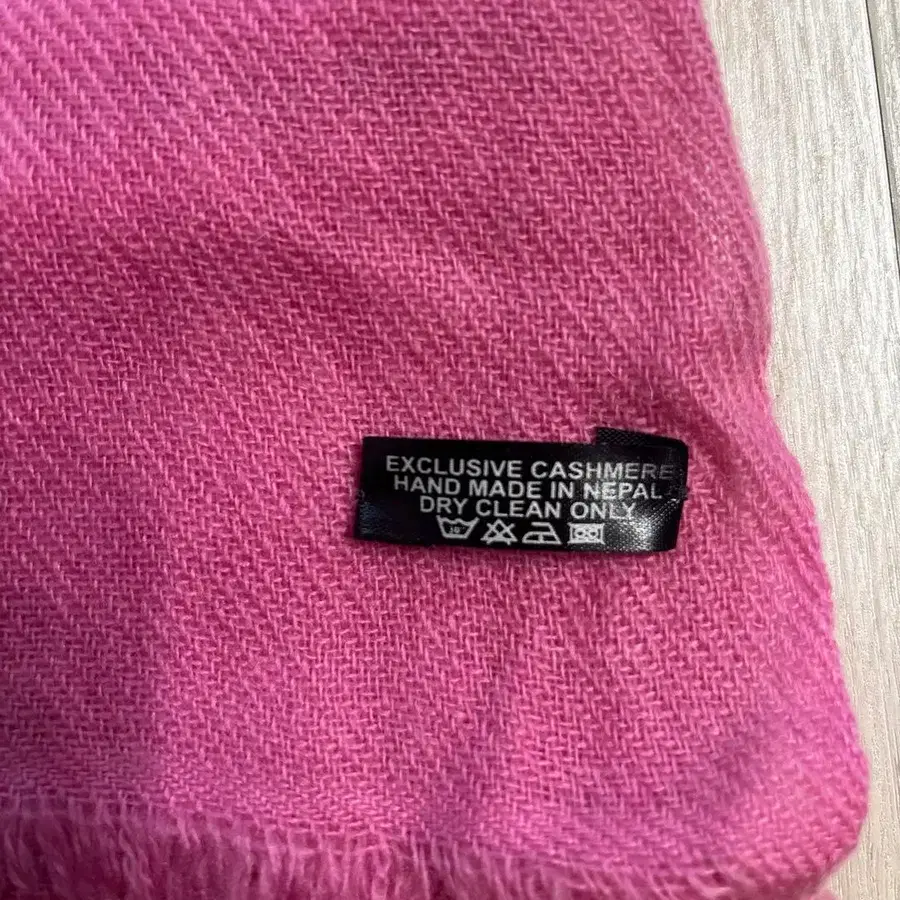 EXCLUSIVE CASHMERE
HAND MADE IN NEPAL
DRY CLEAN ONLY